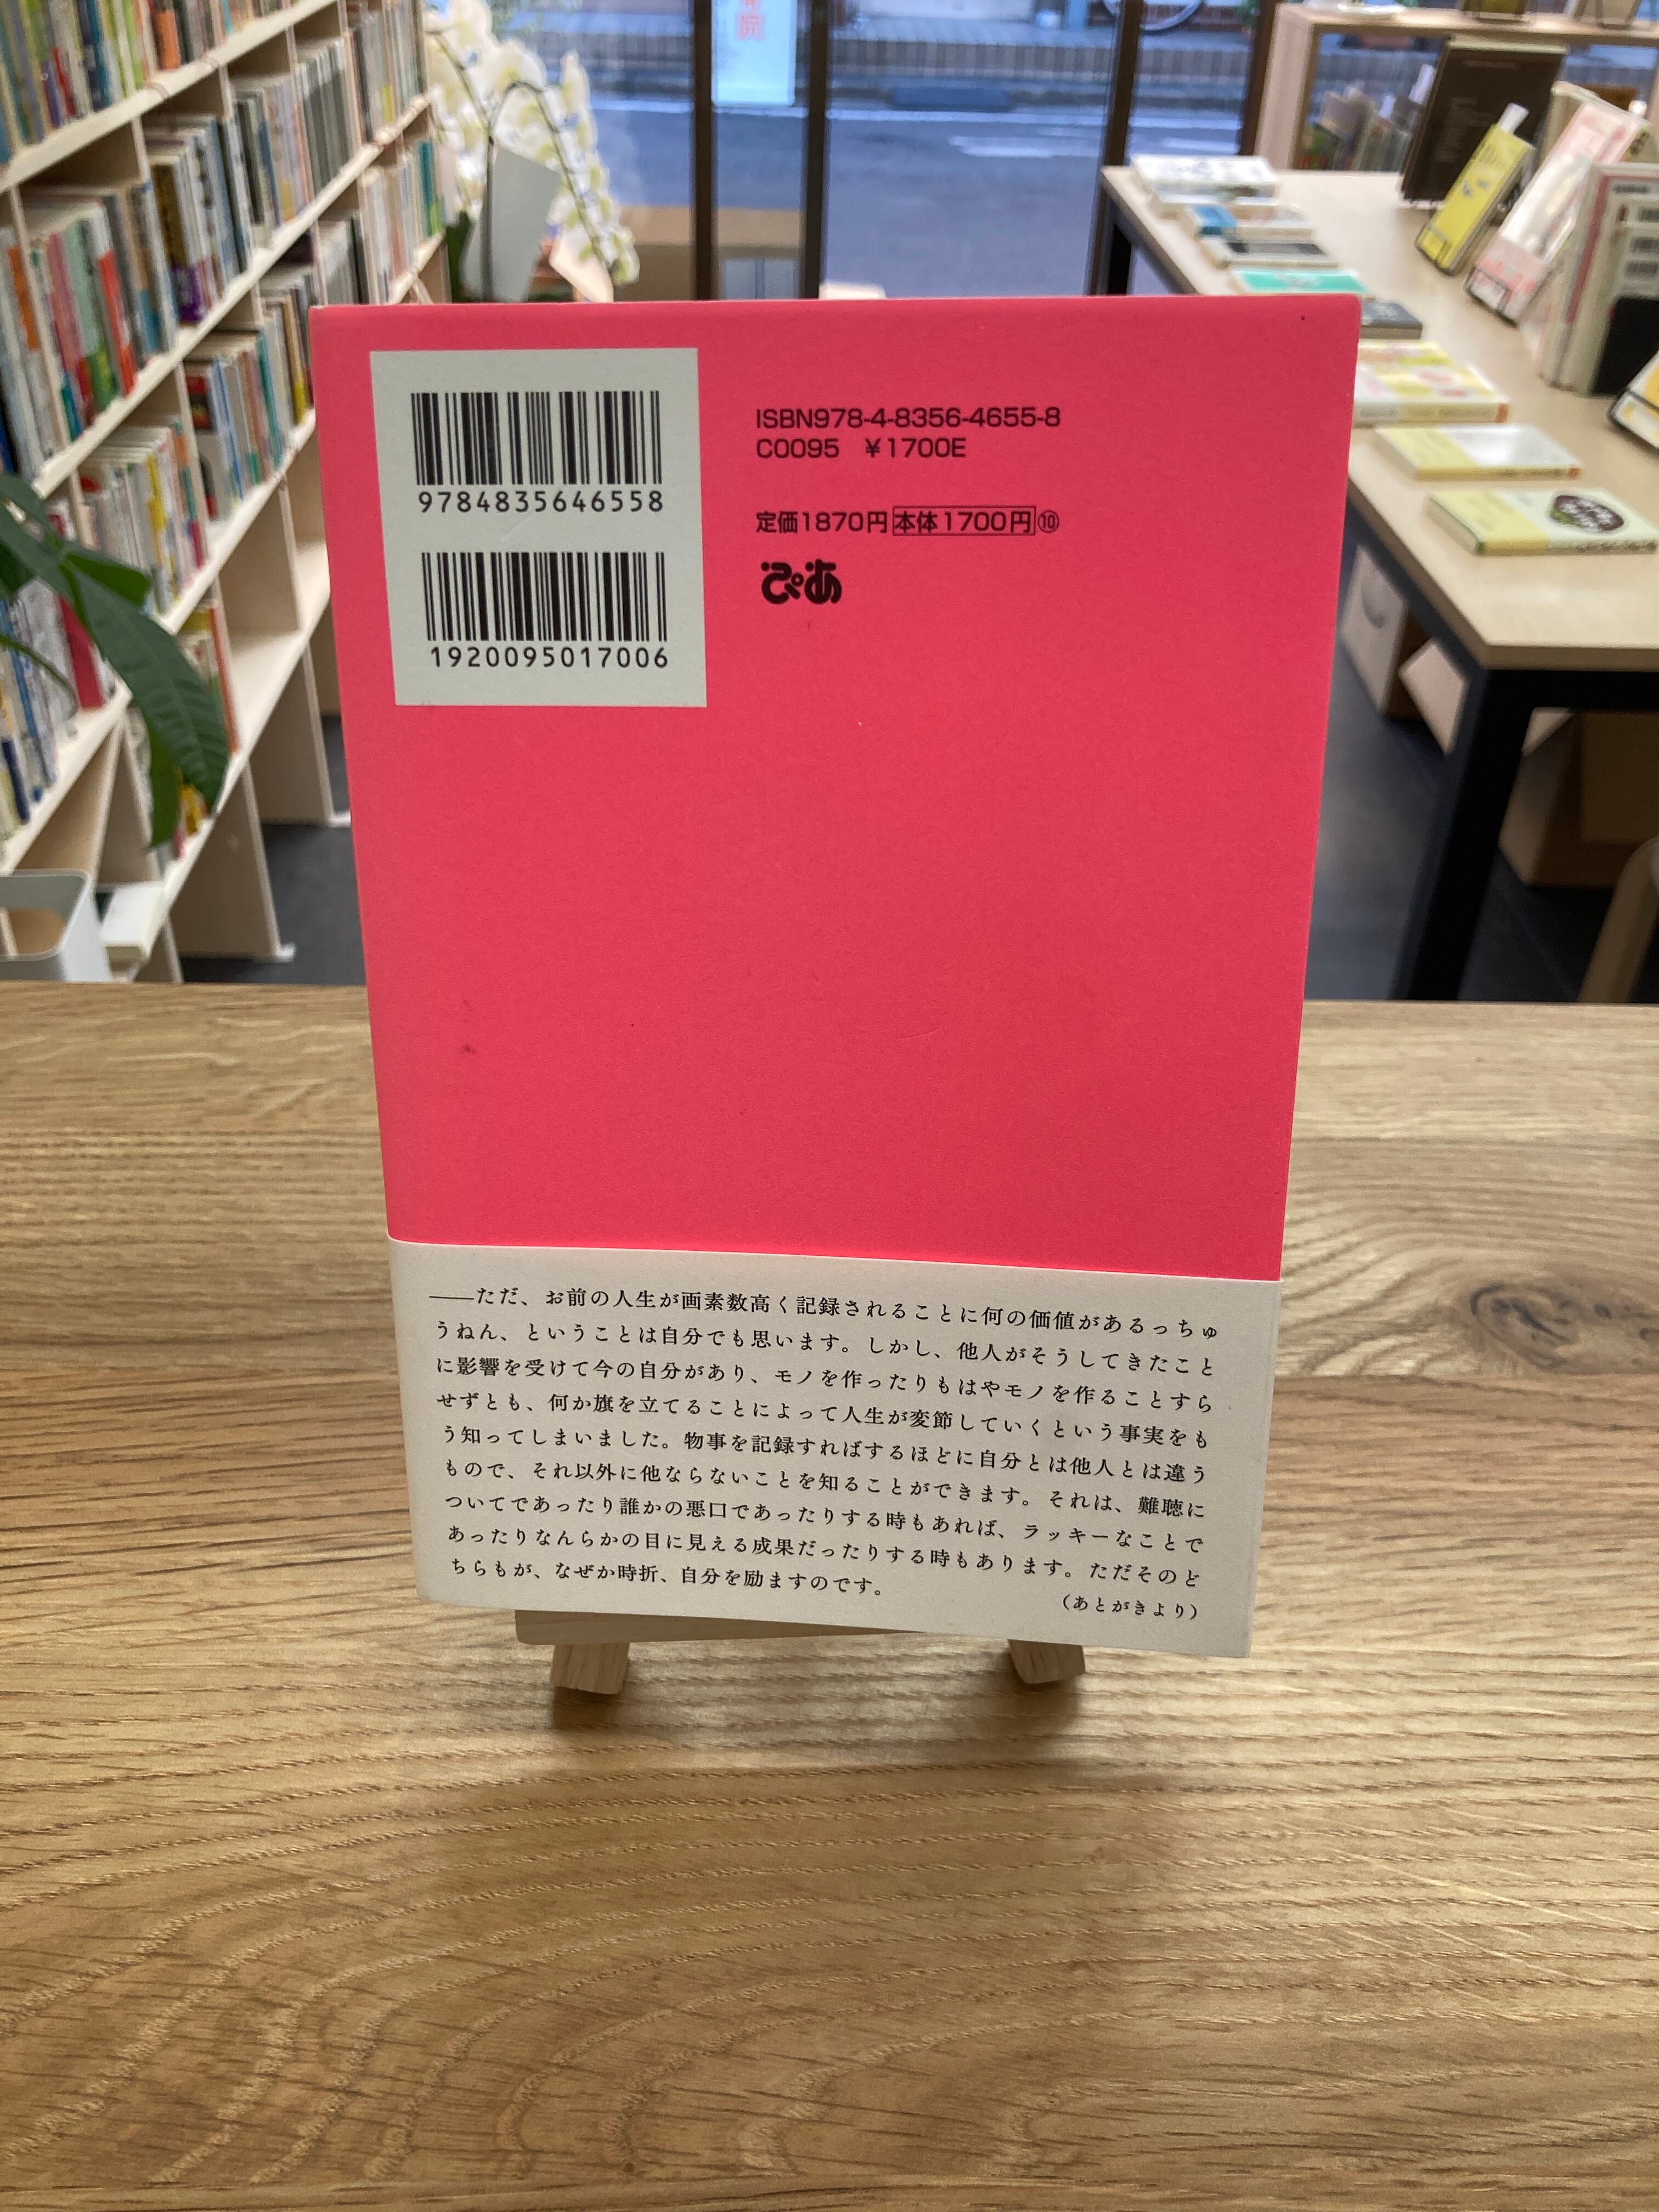 院
9784835646558
1920095017006
ISBN978-4-8356-4655-8
C0095 ¥1700E
定価1870円 本体1700円 ⑩
ぴあ
――ただ、お前の人生が画素数高く記録されることに何の価値があるっちゅ
うねん、ということは自分でも思います。しかし、他人がそうしてきたこと
に影響を受けて今の自分があり、モノを作ったりもはやモノを作ることすら
せずとも、何か旗を立てることによって人生が変節していくという事実をも
う知ってしまいました。物事を記録すればするほどに自分とは他人とは違う
もので、それ以外に他ならないことを知ることができます。それは、難聴に
ついてであったり誰かの悪口であったりする時もあれば、ラッキーなことで
あったりなんらかの目に見える成果だったりする時もあります。ただそのど
ちらもが、なぜか時折、自分を励ますのです。
（あとがきより）